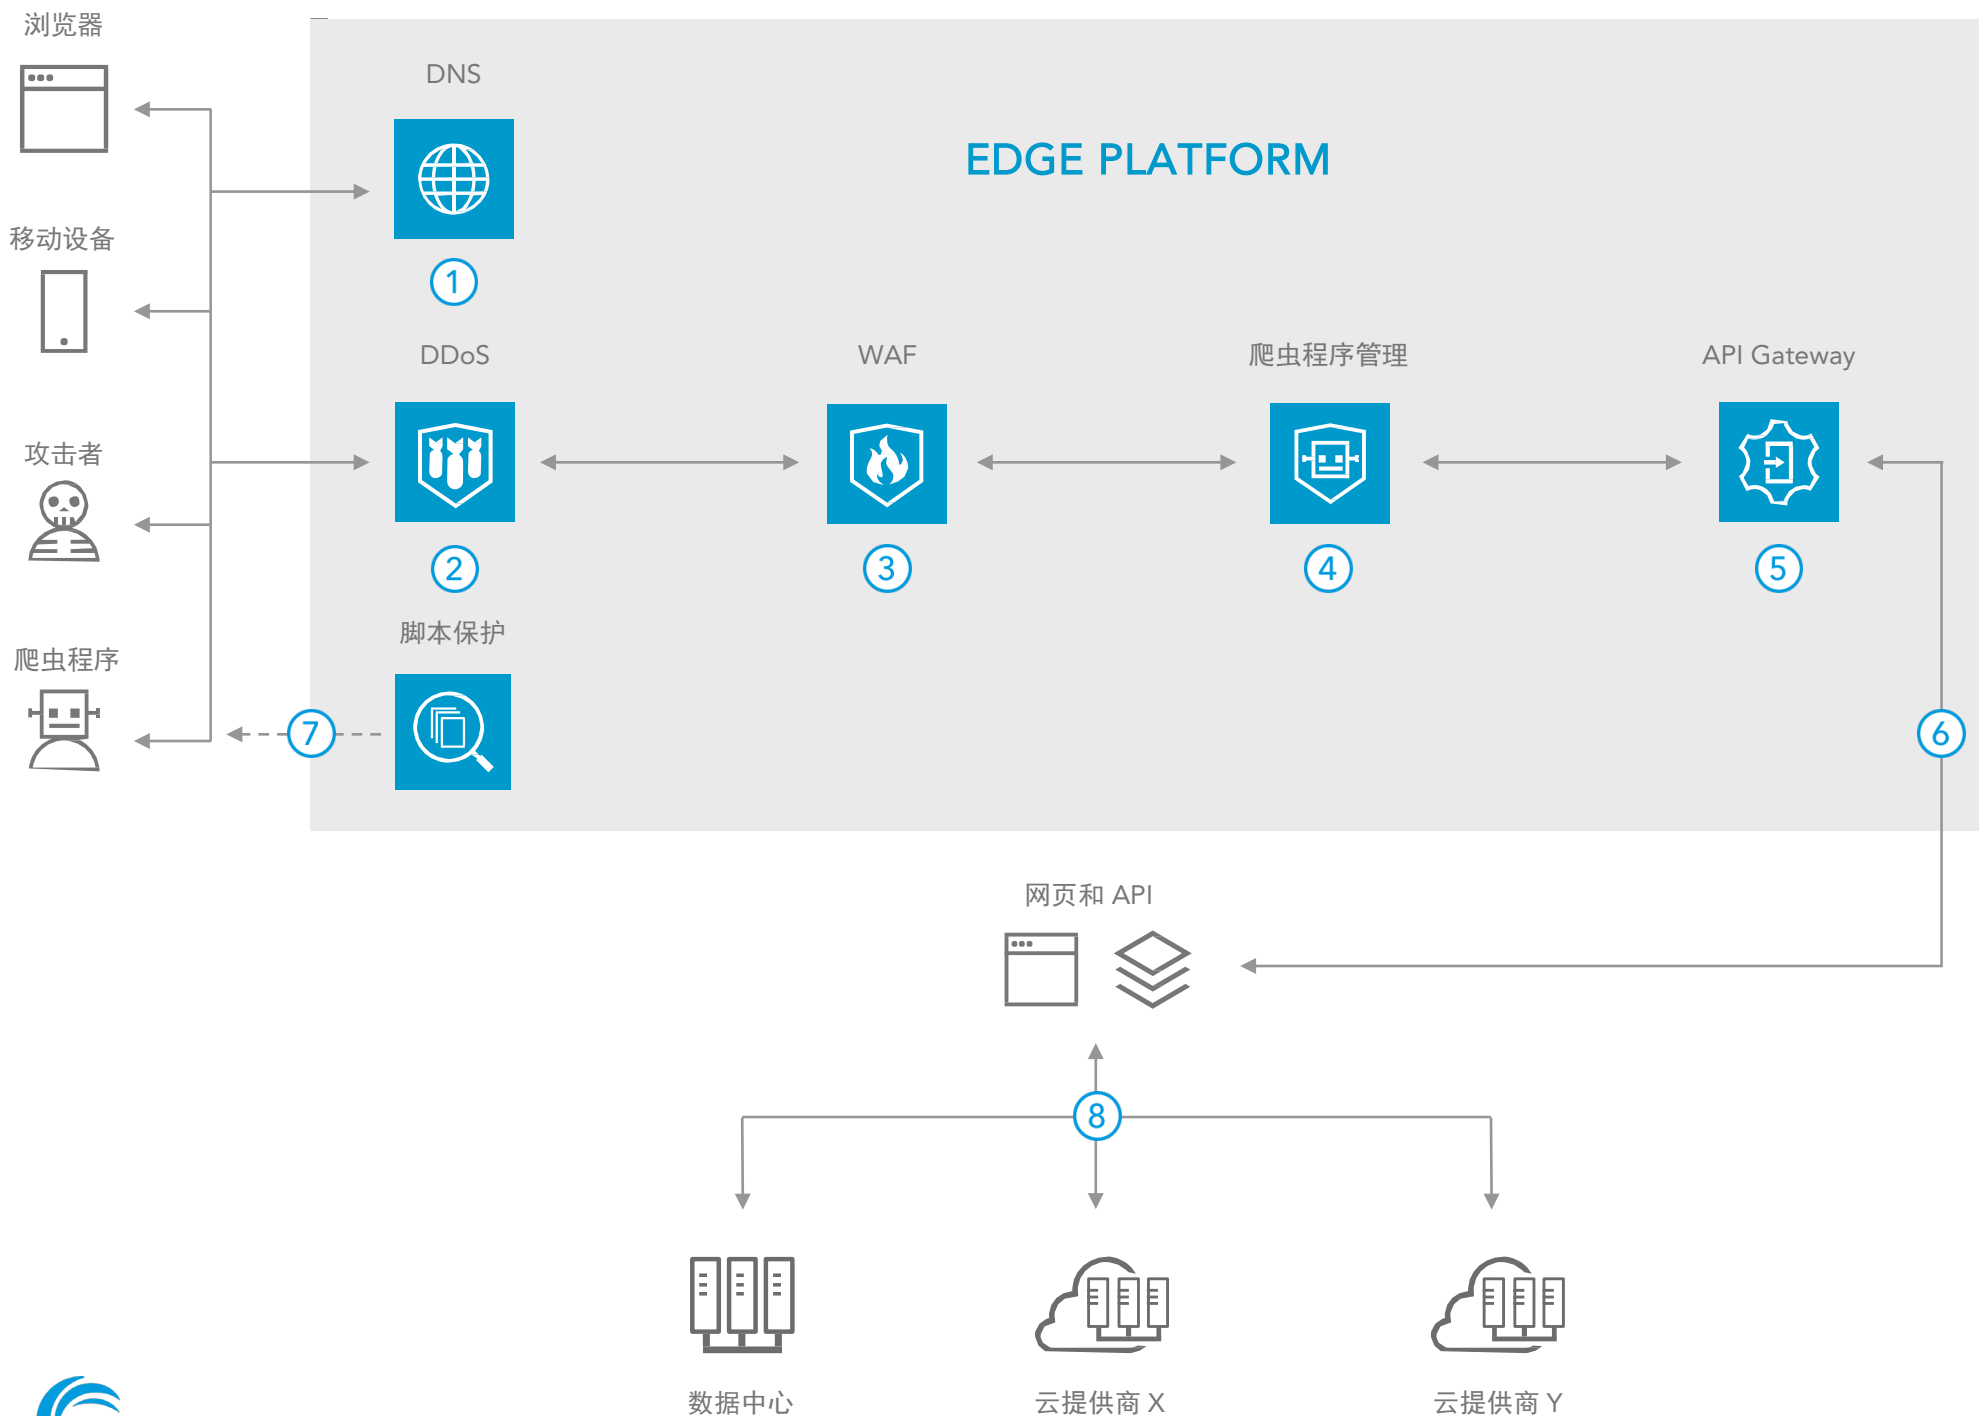 浏览器
DNS
EDGE PLATFORM
移动设备
1
DDoS
WAF
爬虫程序管理
API Gateway
攻击者
2
3
4
5
脚本保护
爬虫程序
7
6
网页和 API
8
数据中心
云提供商 X
云提供商 Y